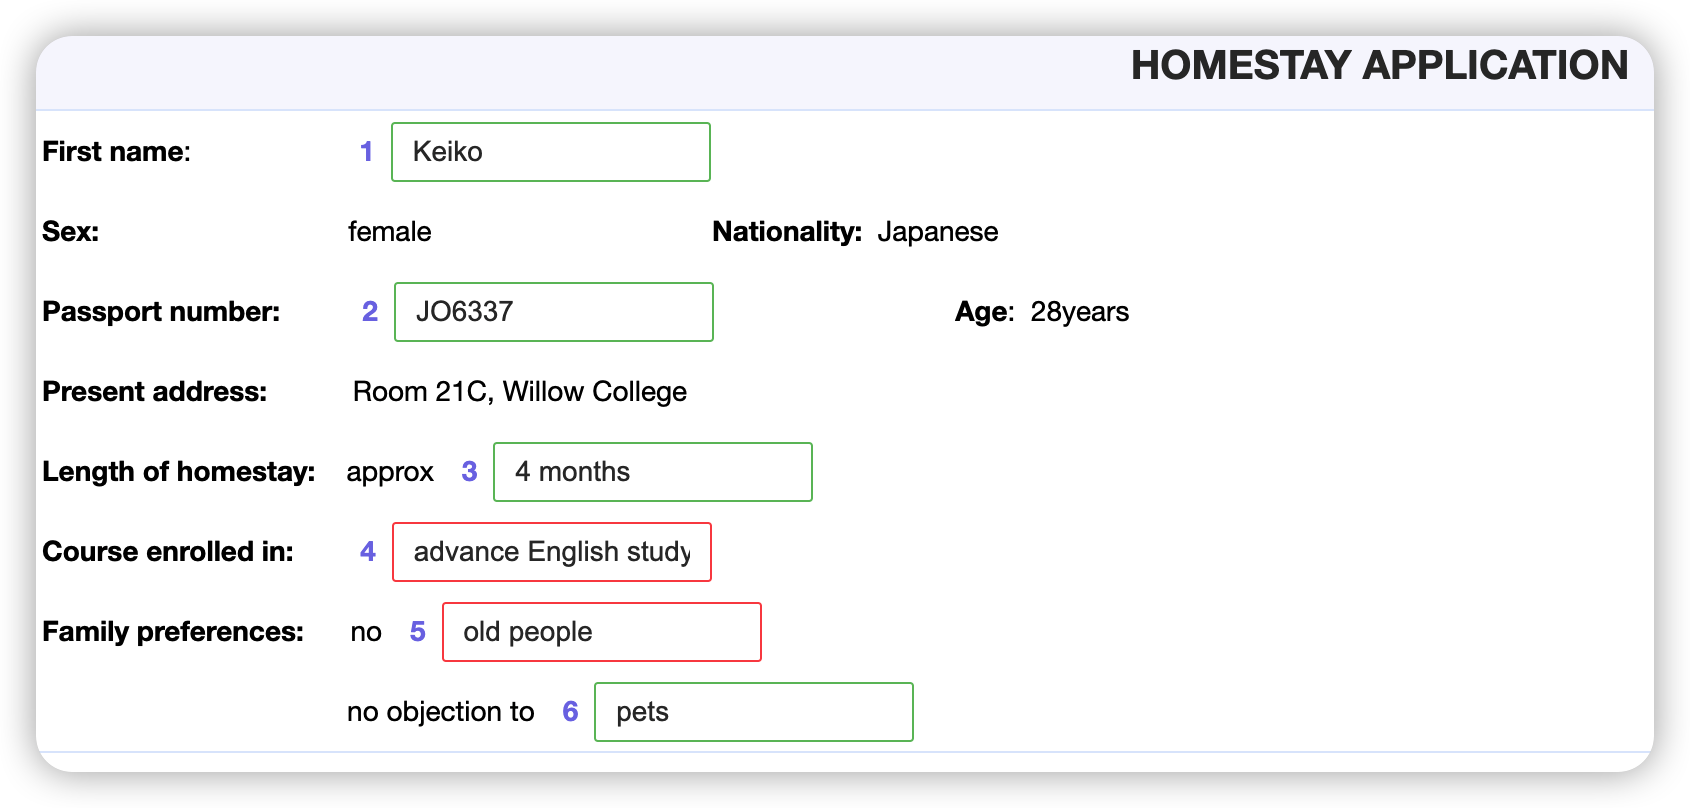 HOMESTAY APPLICATION
First name: 1 Keiko
Sex: female Nationality: Japanese
Passport number: 2 JO6337 Age: 28years
Present address: Room 21C, Willow College
Length of homestay: approx 3 4 months
Course enrolled in: 4 advance English study
Family preferences: no 5 old people
no objection to 6 pets